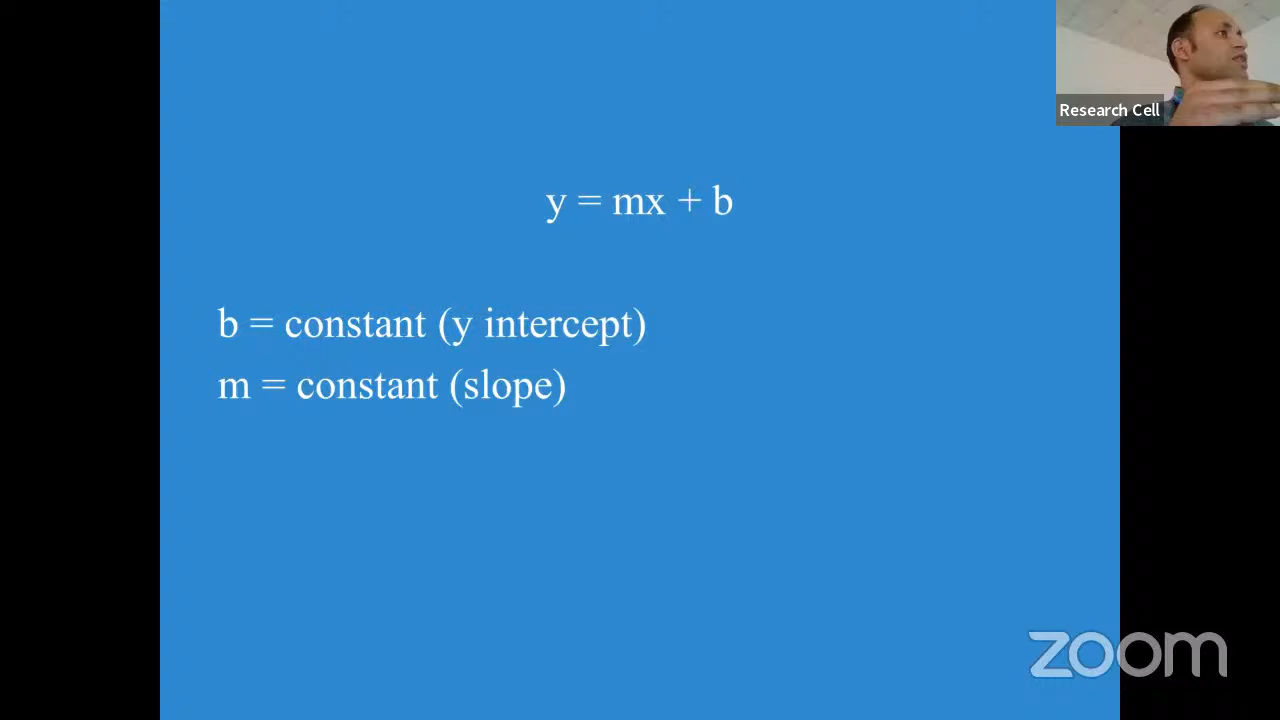 Research Cell
y = mx + b
b = constant (y intercept)
m = constant (slope)
zoom